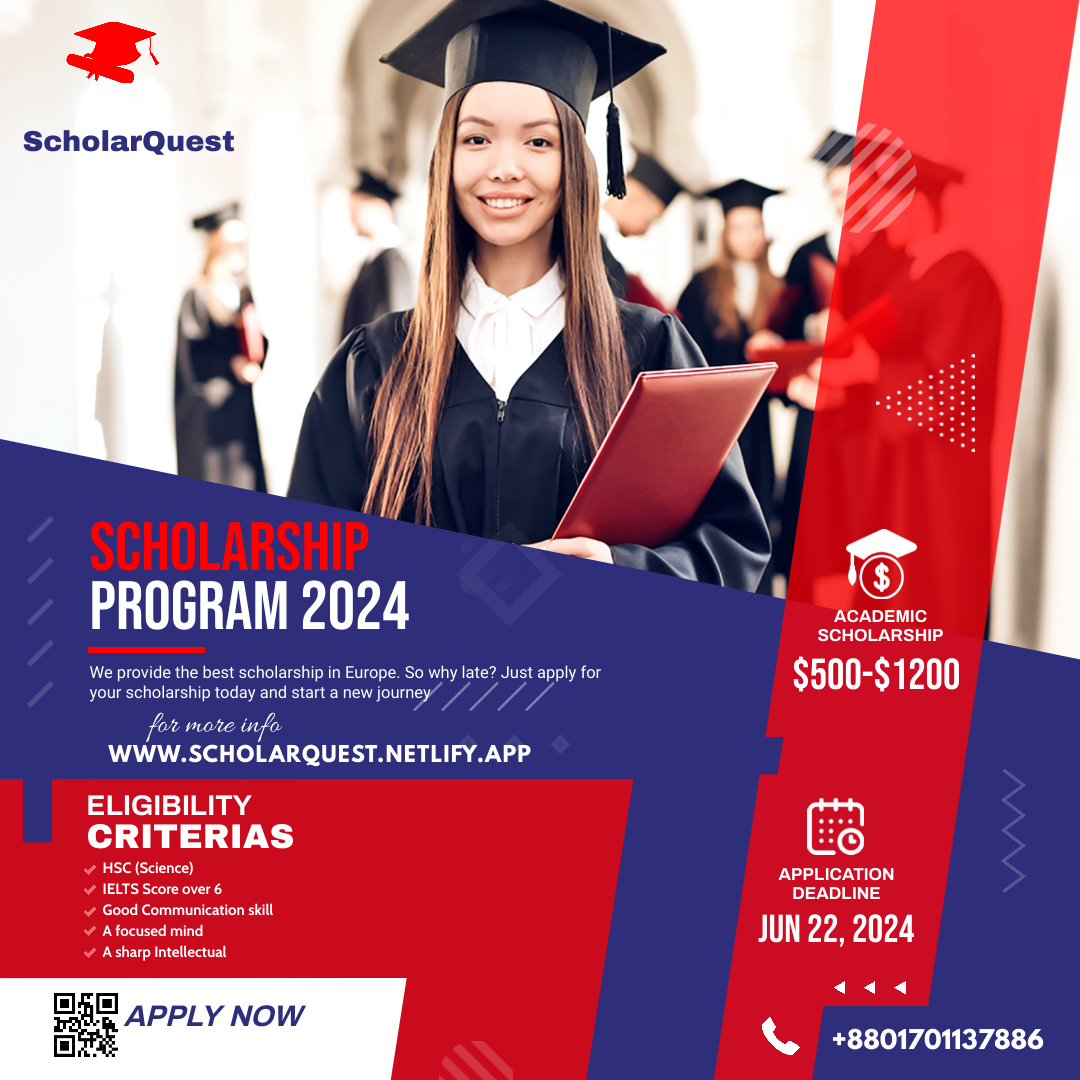 ScholarQuest
SCHOLARSHIP
PROGRAM 2024
We provide the best scholarship in Europe. So why late? Just apply for
your scholarship today and start a new journey
for more info
WWW.SCHOLARQUEST.NETLIFY.APP
ELIGIBILITY
CRITERIAS
HSC (Science)
IELTS Score over 6
Good Communication skill
A focused mind
A sharp Intellectual
APPLY NOW
$
ACADEMIC
SCHOLARSHIP
$500-$1200
APPLICATION
DEADLINE
JUN 22, 2024
+8801701137886